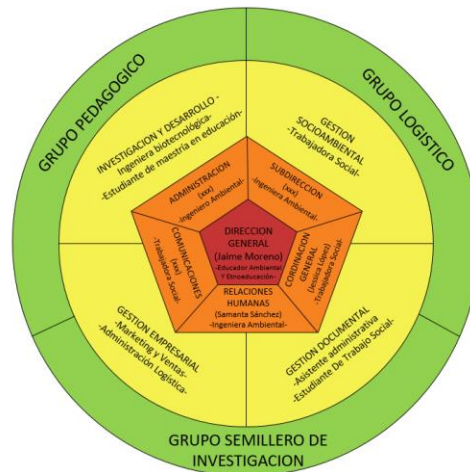 GRUPO PEDAGOGICO
GRUPO LOGISTICO
INVESTIGACION Y DESARROLLO -
Ingeniera biotecnológica-
-Estudiante de maestría en educación-
GESTION
SOCIOAMBIENTAL
-Trabajadora Social-
ADMINISTRACION
(xxx)
-Ingeniero Ambiental-
SUBDIRECCION
(xxx)
-Ingeniera Ambiental-
COMUNICACIONES
(xxx)
-Trabajadora Social-
DIRECCION
GENERAL
(Jaime Moreno)
-Educador Ambiental
Y Etnoeducación-
CORDINACION
GENERAL
(Jessica López)
-Trabajadora Social-
RELACIONES
HUMANAS
(Samanta Sánchez)
-Ingeniera Ambiental-
GESTION EMPRESARIAL
-Marketing y Ventas-
-Administración Logística-
GESTION DOCUMENTAL
-Asistente administrativa
-Estudiante De Trabajo Social-
GRUPO SEMILLERO DE
INVESTIGACION